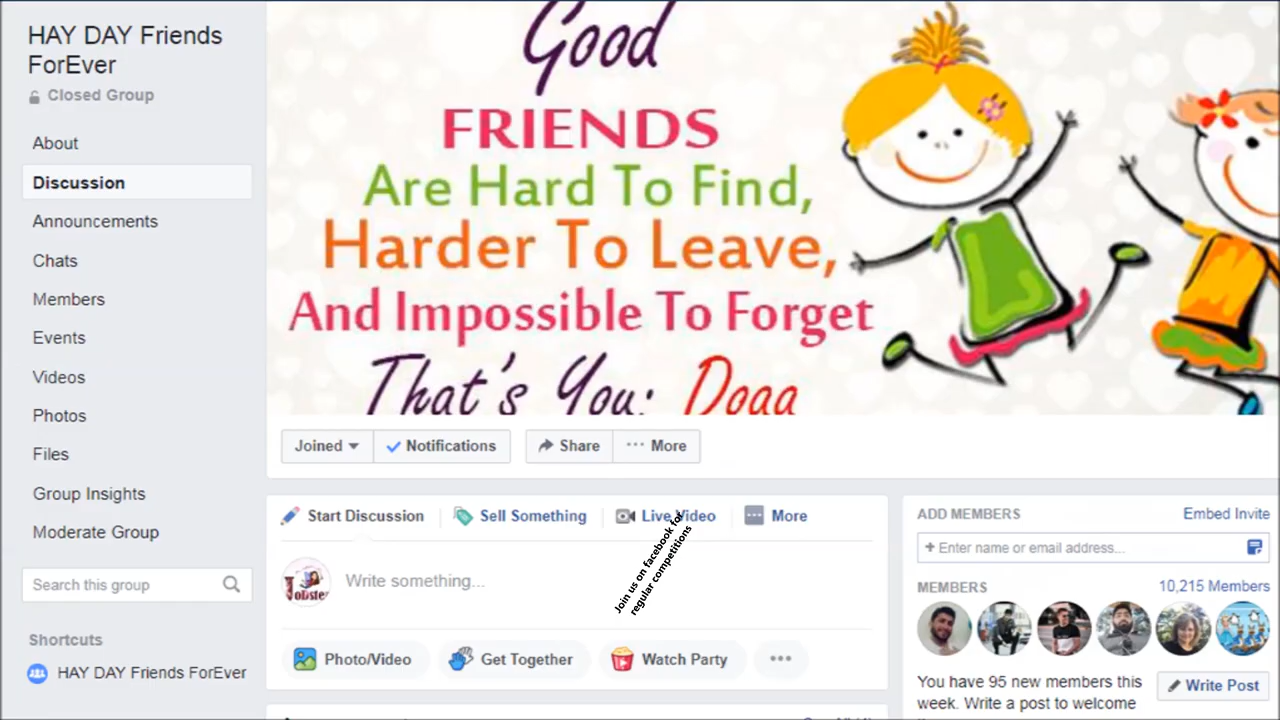 HAY DAY Friends
ForEver
Closed Group
About
Discussion
Announcements
Chats
Members
Events
Videos
Photos
Files
Group Insights
Moderate Group
Search this group
Shortcuts
HAY DAY Friends ForEver
Good
FRIENDS
Are Hard To Find,
Harder To Leave,
And Impossible To Forget
That's You: Doaa
Joined
Notifications
Share
More
Start Discussion
Sell Something
Live Video
More
Write something...
Join us on facebook for
regular competitions
Photo/Video
Get Together
Watch Party
ADD MEMBERS
Embed Invite
+ Enter name or email address...
MEMBERS
10,215 Members
You have 95 new members this
week. Write a post to welcome
Write Post